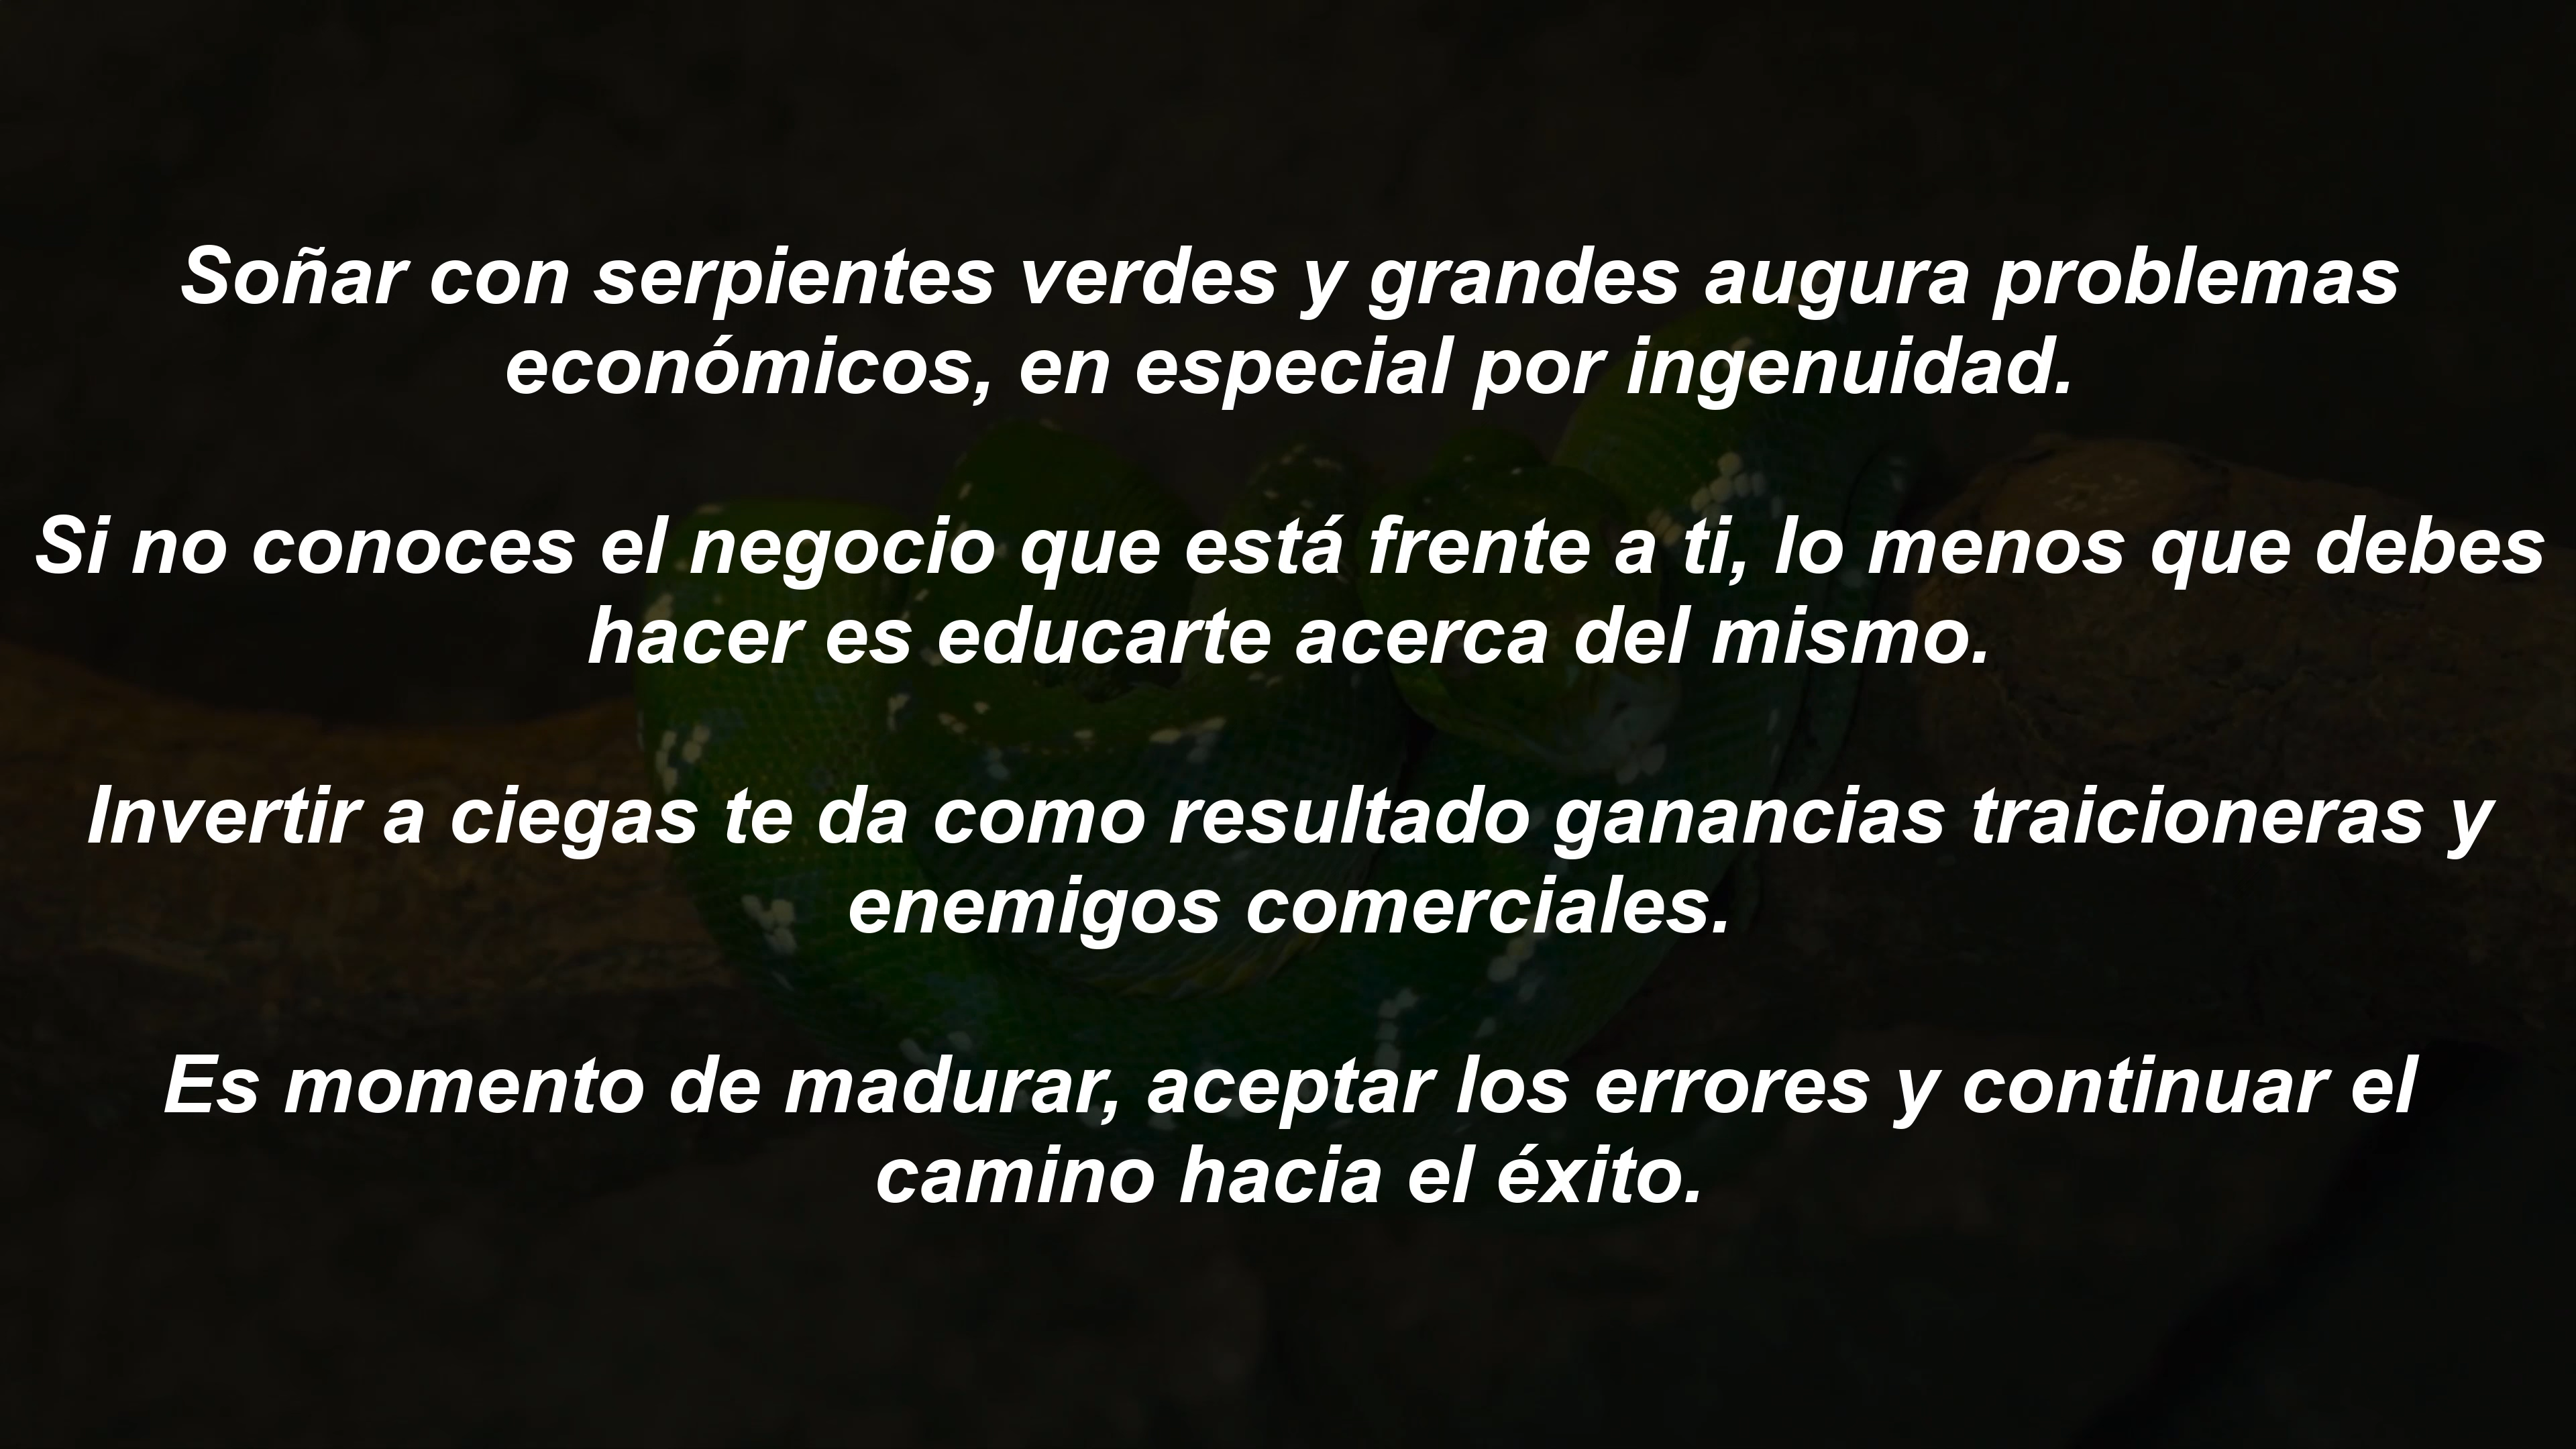 Soñar con serpientes verdes y grandes augura problemas
económicos, en especial por ingenuidad.
Si no conoces el negocio que está frente a ti, lo menos que debes
hacer es educarte acerca del mismo.
Invertir a ciegas te da como resultado ganancias traicioneras y
enemigos comerciales.
Es momento de madurar, aceptar los errores y continuar el
camino hacia el éxito.